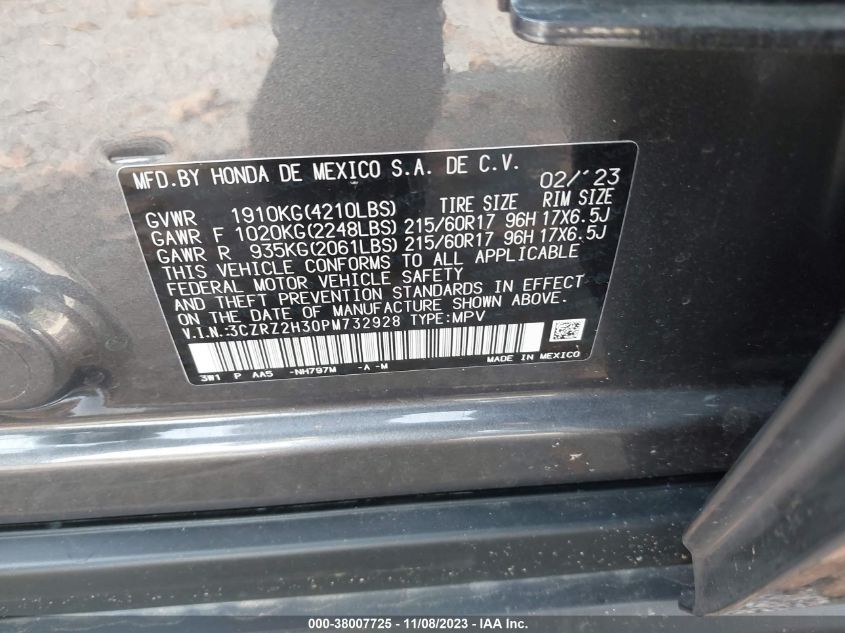 MFD.BY HONDA DE MEXICO S.A. DE C.V. 02/'23
GVWR 1910KG(4210LBS) TIRE SIZE RIM SIZE
GAWR F 1020KG(2248LBS) 215/60R17 96H 17X6.5J
GAWR R 935KG(2061LBS) 215/60R17 96H 17X6.5J
THIS VEHICLE CONFORMS TO ALL APPLICABLE
FEDERAL MOTOR VEHICLE SAFETY
AND THEFT PREVENTION STANDARDS IN EFFECT
ON THE DATE OF MANUFACTURE SHOWN ABOVE.
V.I.N.:3CZRZ2H30PM732928 TYPE:MPV
3W1 P AA5 -NH797M -A -M MADE IN MEXICO
000-38007725 - 11/08/2023 - IAA Inc.